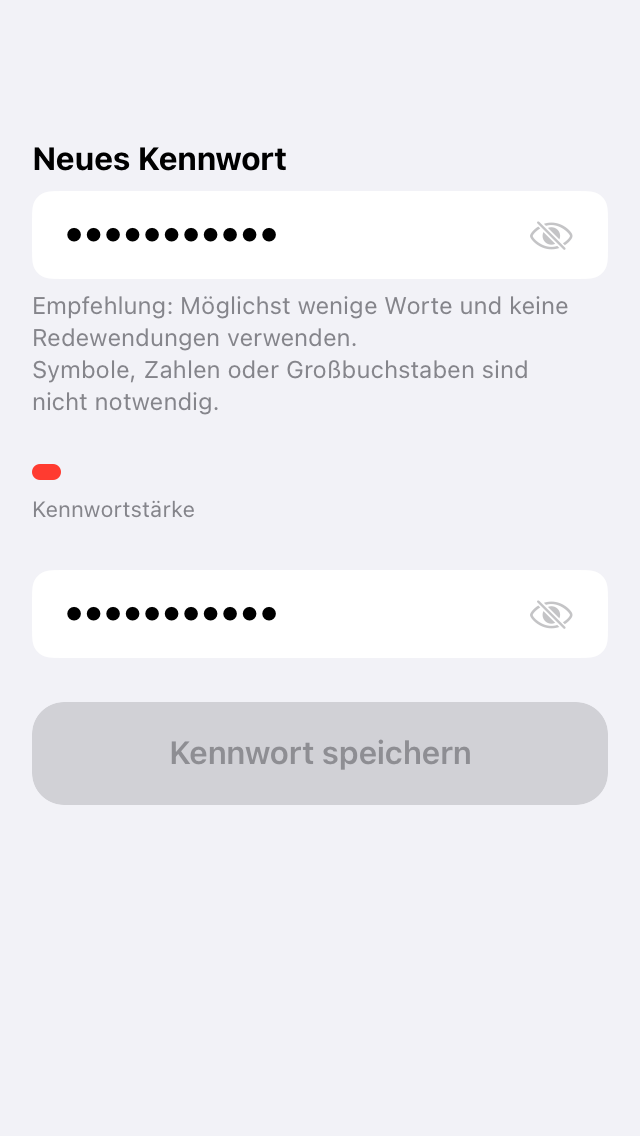 Neues Kennwort
•••••••••••
Empfehlung: Möglichst wenige Worte und keine
Redewendungen verwenden.
Symbole, Zahlen oder Großbuchstaben sind
nicht notwendig.
Kennwortstärke
•••••••••••
Kennwort speichern